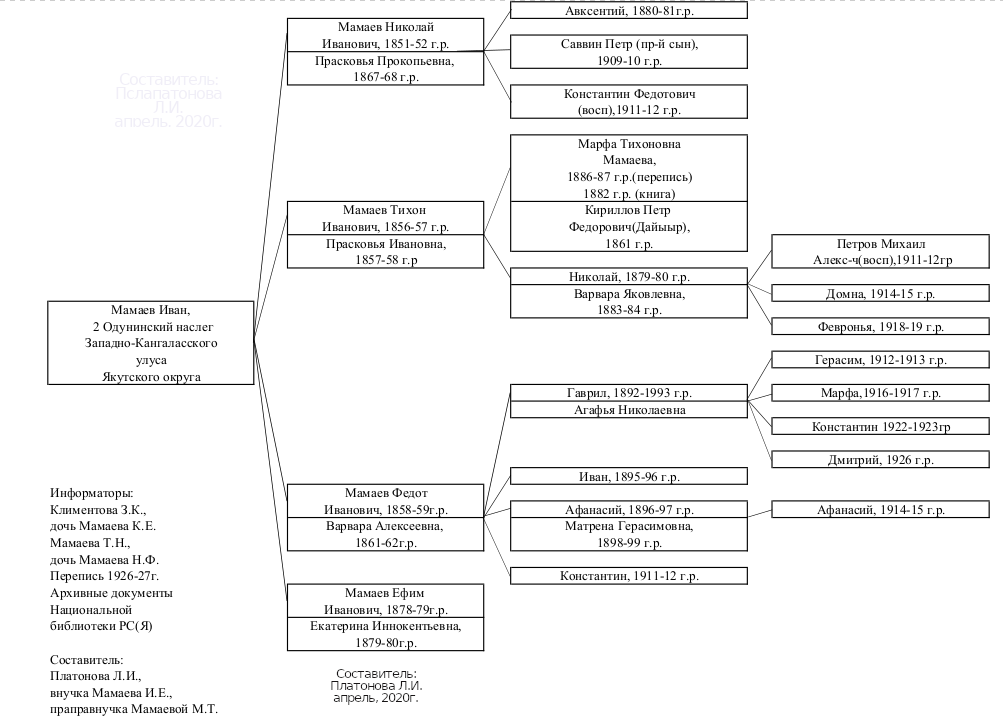 Авксентий, 1880-81г.р.
Мамаев Николай
Иванович, 1851-52 г.р.
Прасковья Прокопьевна,
1867-68 г.р.
Саввин Петр (пр-й сын),
1909-10 г.р.
Константин Федотович
(восп),1911-12 г.р.
Составитель:
Пслапатонова
Л.И.
апрель. 2020г.
Марфа Тихоновна
Мамаева,
1886-87 г.р.(перепись)
1882 г.р. (книга)
Кириллов Петр
Федорович(Дайыыр),
1861 г.р.
Мамаев Тихон
Иванович, 1856-57 г.р.
Прасковья Ивановна,
1857-58 г.р
Николай, 1879-80 г.р.
Варвара Яковлевна,
1883-84 г.р.
Петров Михаил
Алекс-ч(восп),1911-12гр
Домна, 1914-15 г.р.
Февронья, 1918-19 г.р.
Мамаев Иван,
2 Одунинский наслег
Западно-Кангаласского
улуса
Якутского округа
Гаврил, 1892-1993 г.р.
Агафья Николаевна
Герасим, 1912-1913 г.р.
Марфа,1916-1917 г.р.
Константин 1922-1923гр
Дмитрий, 1926 г.р.
Мамаев Федот
Иванович, 1858-59г.р.
Варвара Алексеевна,
1861-62г.р.
Иван, 1895-96 г.р.
Афанасий, 1896-97 г.р.
Матрена Герасимовна,
1898-99 г.р.
Афанасий, 1914-15 г.р.
Константин, 1911-12 г.р.
Мамаев Ефим
Иванович, 1878-79г.р.
Екатерина Иннокентьевна,
1879-80г.р.
Информаторы:
Климентова З.К.,
дочь Мамаева К.Е.
Мамаева Т.Н.,
дочь Мамаева Н.Ф.
Перепись 1926-27г.
Архивные документы
Национальной
библиотеки РС(Я)
Составитель:
Платонова Л.И.,
внучка Мамаева И.Е.,
праправнучка Мамаевой М.Т.
Составитель:
Платонова Л.И.
апрель, 2020г.